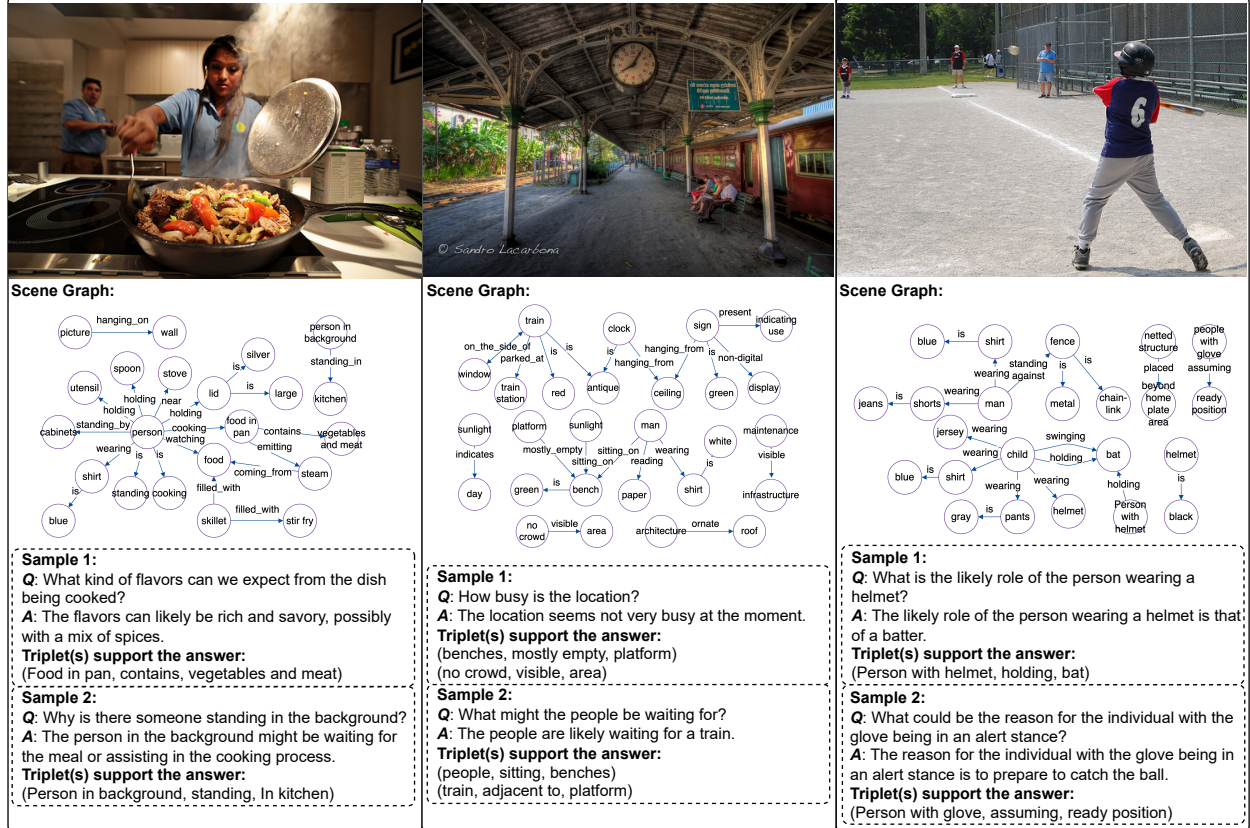 © Sandro Lacarbona
6
Scene Graph:
picture
hanging_on
wall
person in
background
standing_in
kitchen
spoon
stove
silver
is
utensil
lid
is
large
holding
near
holding
holding
cabinets
standing_by
person
cooking
watching
food in
pan
contains
vegetables
and meat
emitting
wearing
is
is
food
coming_from
steam
shirt
standing
cooking
filled_with
is
blue
skillet
filled_with
stir fry
Sample 1:
Q: What kind of flavors can we expect from the dish
being cooked?
A: The flavors can likely be rich and savory, possibly
with a mix of spices.
Triplet(s) support the answer:
(Food in pan, contains, vegetables and meat)
Sample 2:
Q: Why is there someone standing in the background?
A: The person in the background might be waiting for
the meal or assisting in the cooking process.
Triplet(s) support the answer:
(Person in background, standing, In kitchen)
Scene Graph:
train
clock
sign
present
indicating
use
on_the_side_of
parked_at
is
is
is
hanging_from
hanging_from
is
non-digital
window
train
station
red
antique
ceiling
green
display
sunlight
platform
sunlight
man
white
maintenance
indicates
mostly_empty
sitting_on
sitting_on
reading
wearing
is
visible
day
green
is
bench
paper
shirt
infrastructure
no
crowd
visible
area
architecture
ornate
roof
Sample 1:
Q: How busy is the location?
A: The location seems not very busy at the moment.
Triplet(s) support the answer:
(benches, mostly empty, platform)
(no crowd, visible, area)
Sample 2:
Q: What might the people be waiting for?
A: The people are likely waiting for a train.
Triplet(s) support the answer:
(people, sitting, benches)
(train, adjacent to, platform)
Scene Graph:
blue
is
shirt
fence
netted
structure
people
with
glove
wearing
standing
against
is
is
placed
assuming
jeans
is
shorts
wearing
man
metal
chain-
link
beyond
home
plate
area
ready
position
jersey
wearing
swinging
wearing
child
holding
bat
helmet
blue
is
shirt
wearing
wearing
holding
is
gray
is
pants
helmet
Person
with
helmet
black
Sample 1:
Q: What is the likely role of the person wearing a
helmet?
A: The likely role of the person wearing a helmet is that
of a batter.
Triplet(s) support the answer:
(Person with helmet, holding, bat)
Sample 2:
Q: What could be the reason for the individual with the
glove being in an alert stance?
A: The reason for the individual with the glove being in
an alert stance is to prepare to catch the ball.
Triplet(s) support the answer:
(Person with glove, assuming, ready position)